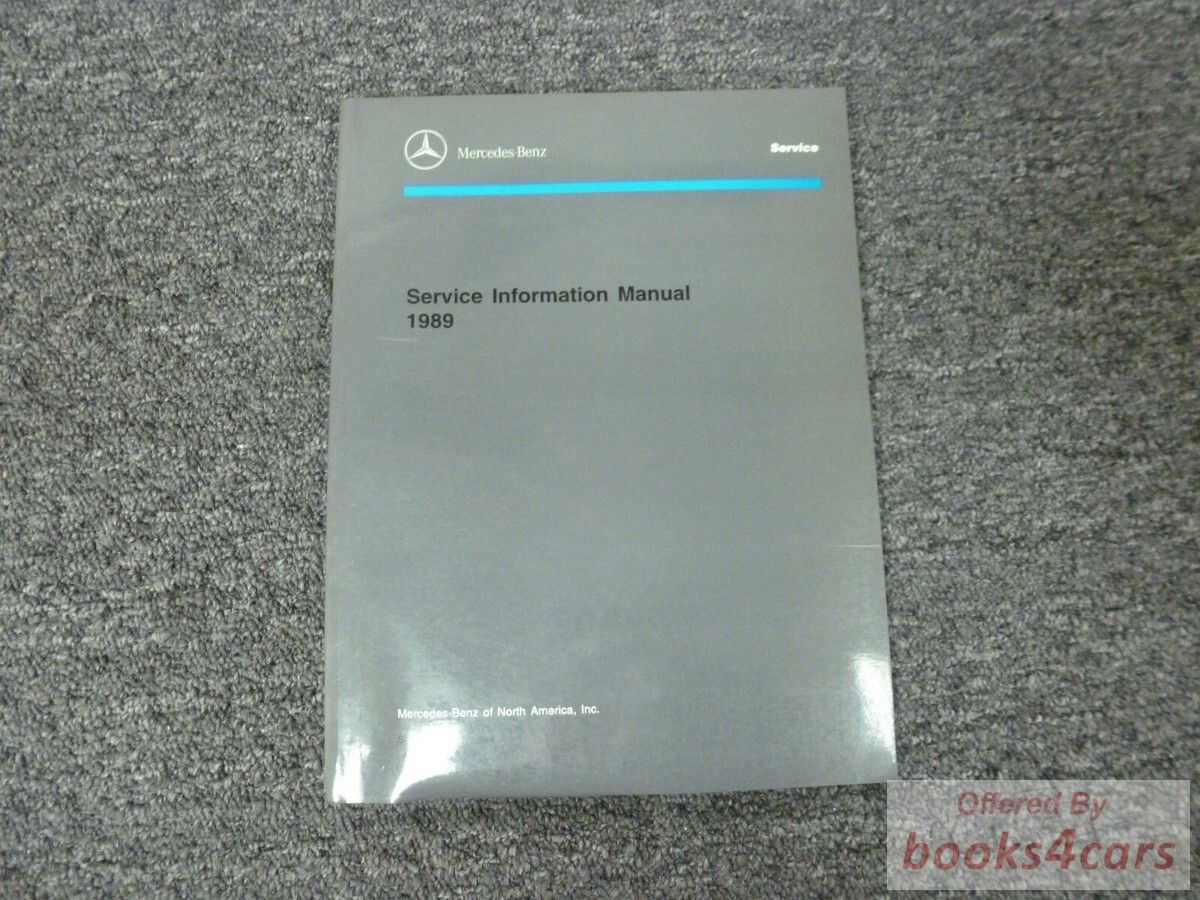 Mercedes-Benz
Service
Service Information Manual
1989
Mercedes-Benz of North America, Inc.
Offered By
books4cars